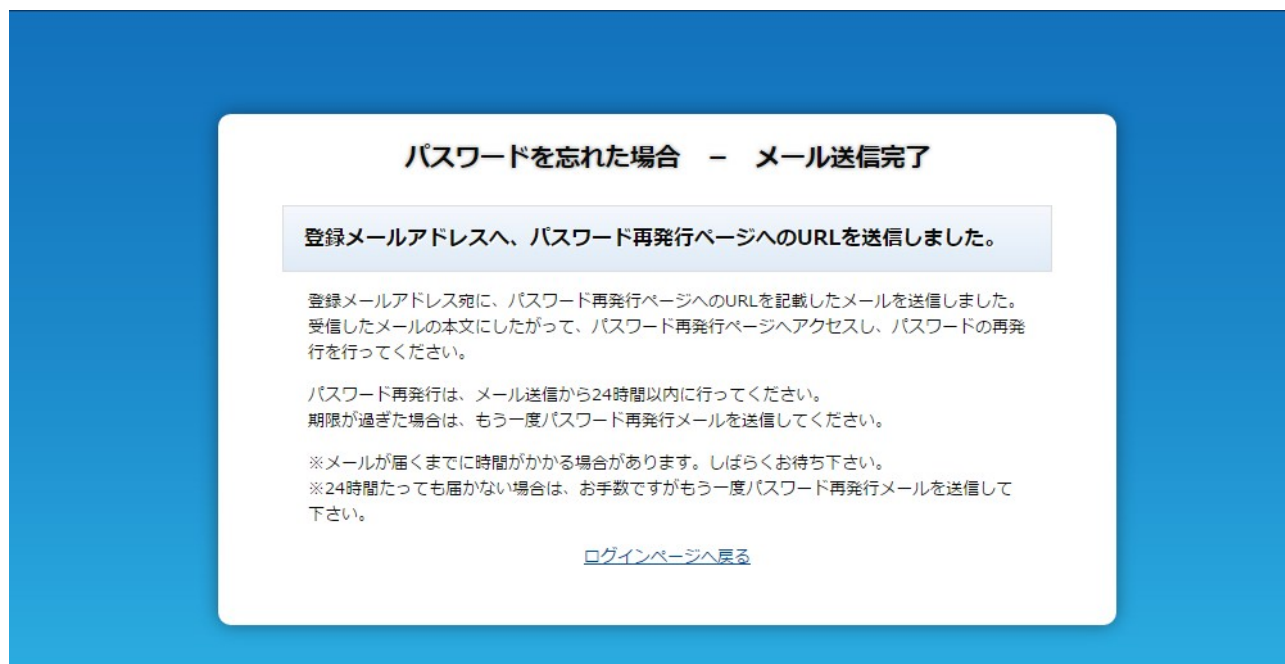 パスワードを忘れた場合　－　メール送信完了
登録メールアドレスへ、パスワード再発行ページへのURLを送信しました。
登録メールアドレス宛に、パスワード再発行ページへのURLを記載したメールを送信しました。
受信したメールの本文にしたがって、パスワード再発行ページへアクセスし、パスワードの再発
行を行ってください。
パスワード再発行は、メール送信から24時間以内に行ってください。
期限が過ぎた場合は、もう一度パスワード再発行メールを送信してください。
※メールが届くまでに時間がかかる場合があります。しばらくお待ち下さい。
※24時間たっても届かない場合は、お手数ですがもう一度パスワード再発行メールを送信して
下さい。
ログインページへ戻る